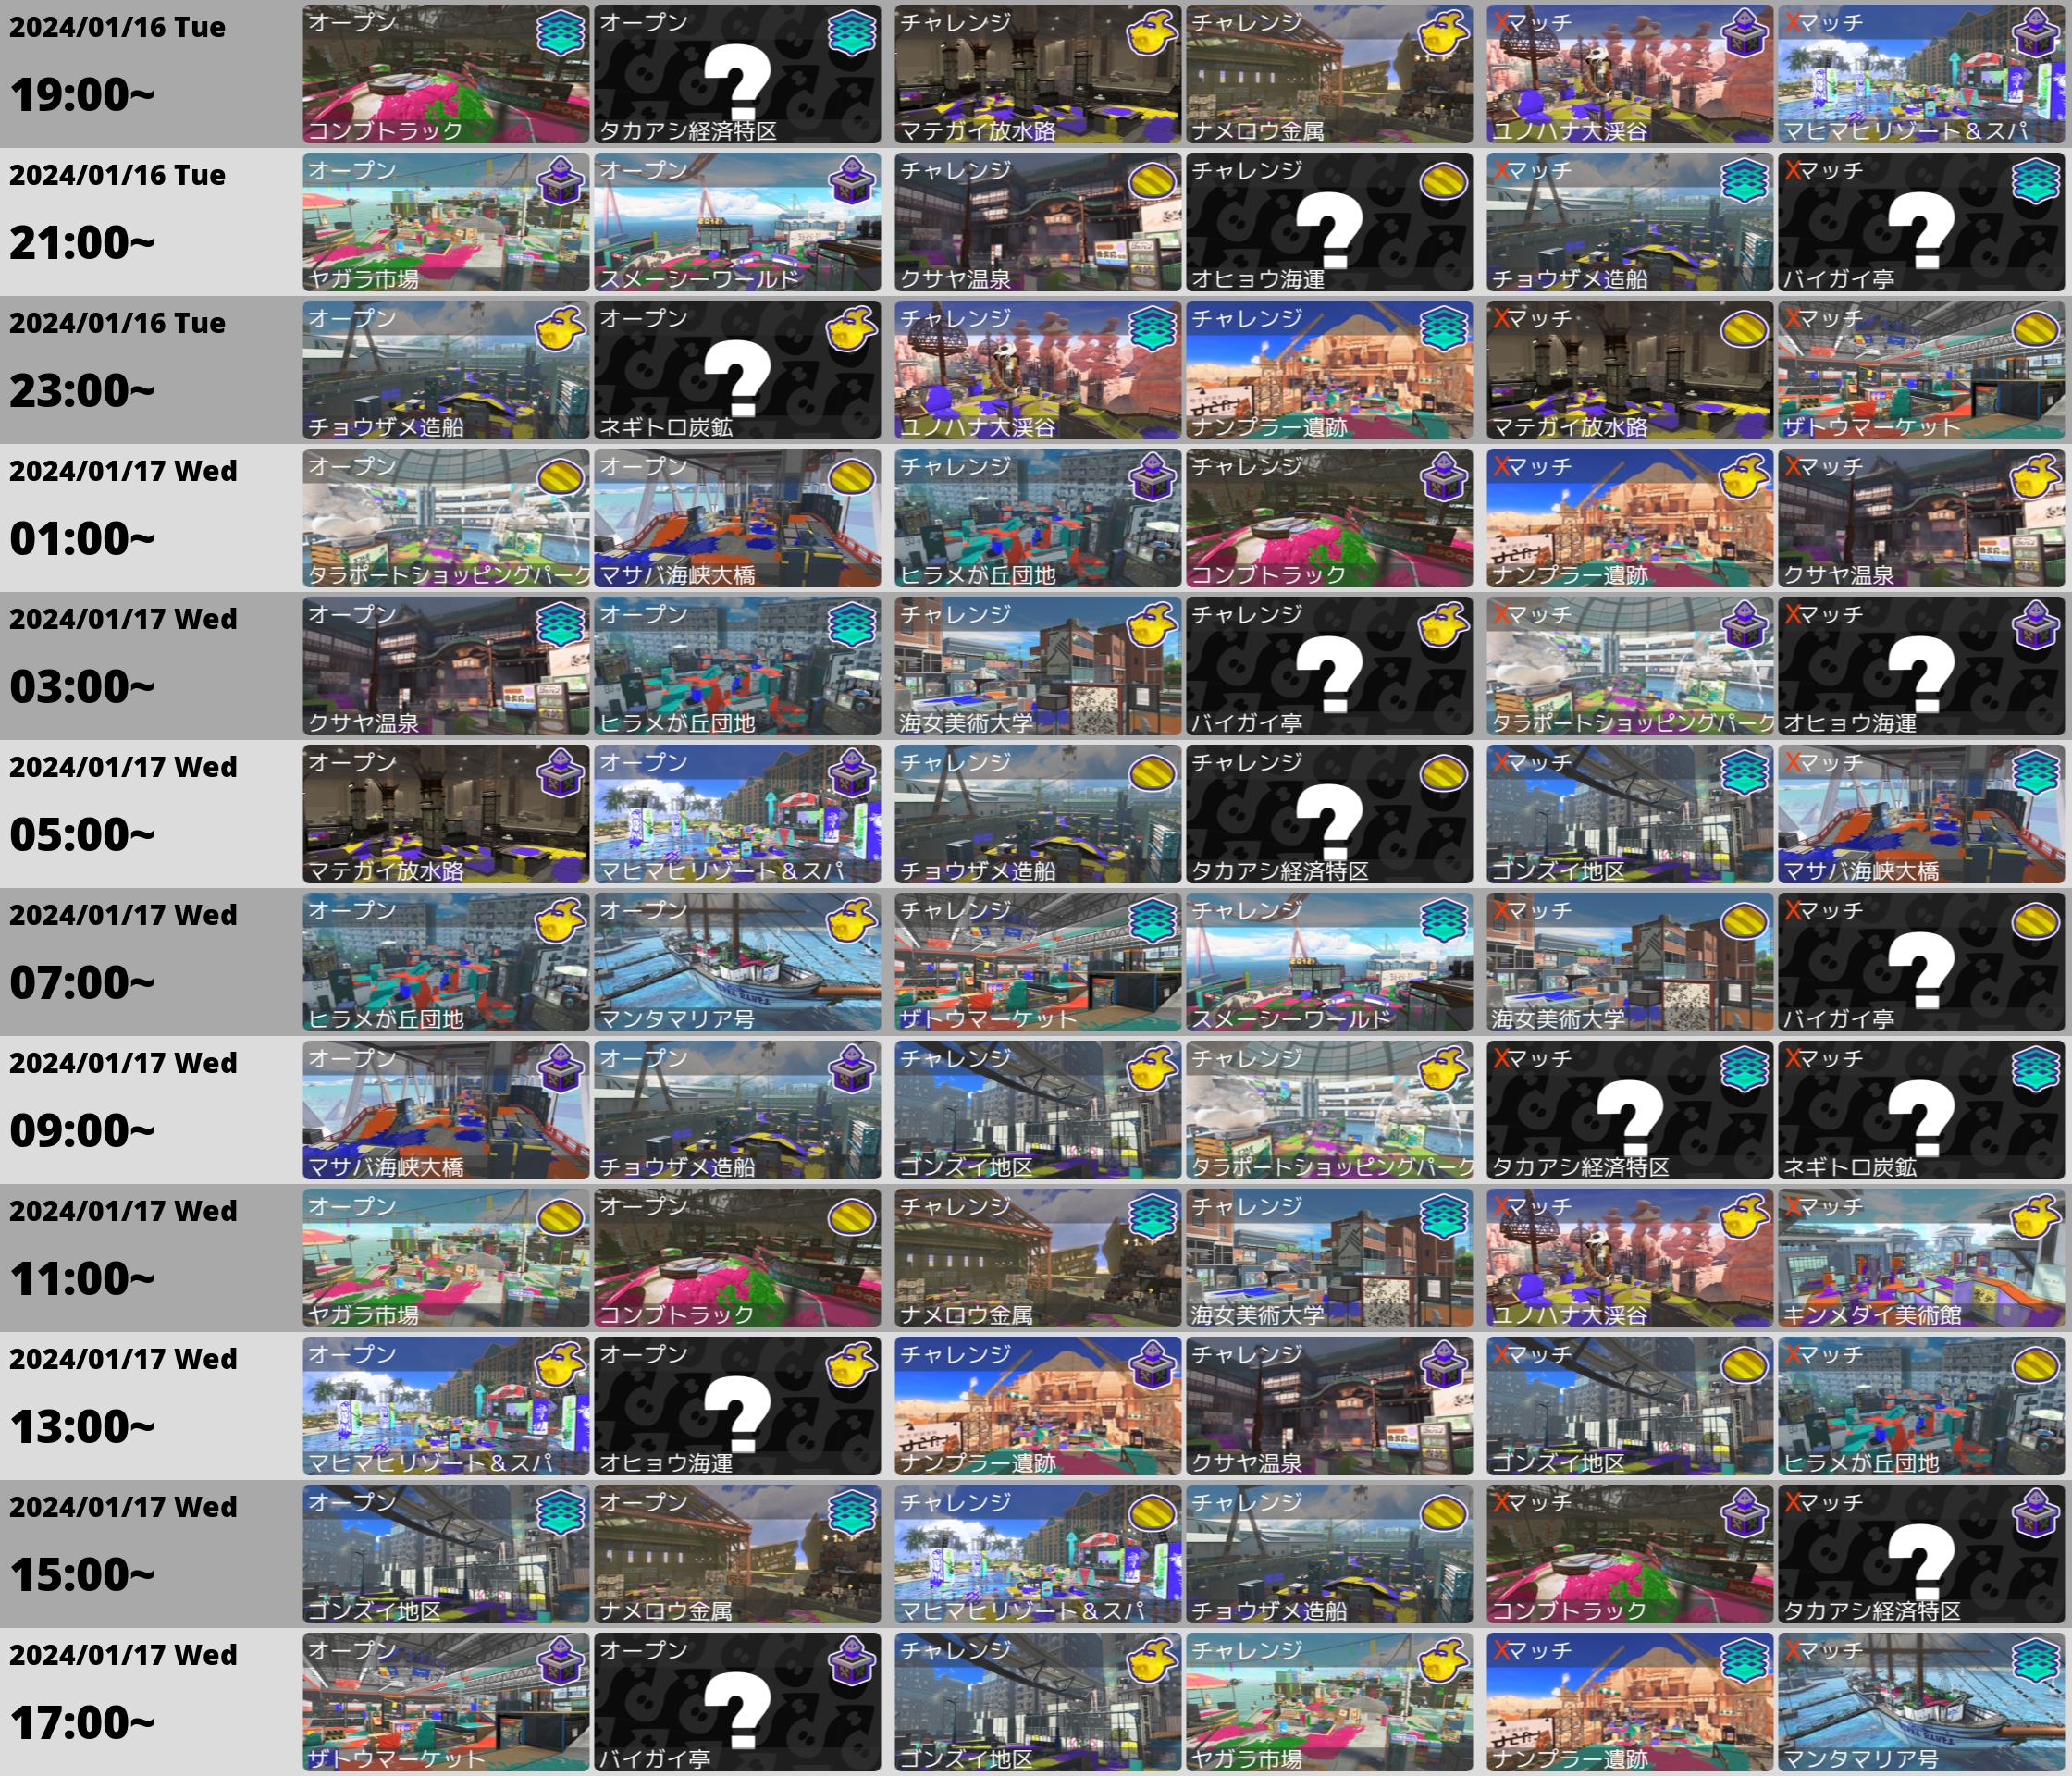 2024/01/16 Tue
19:00~
オープン オープン チャレンジ チャレンジ Xマッチ Xマッチ
コンブトラック タカアシ経済特区 マテガイ放水路 ナメロウ金属 ユノハナ大渓谷 マヒマヒリゾート&スパ
2024/01/16 Tue
21:00~
オープン オープン チャレンジ チャレンジ Xマッチ Xマッチ
ヤガラ市場 スメーシーワールド クサヤ温泉 オヒョウ海運 チョウザメ造船 バイガイ亭
2024/01/16 Tue
23:00~
オープン オープン チャレンジ チャレンジ Xマッチ Xマッチ
チョウザメ造船 ネギトロ炭鉱 ユノハナ大渓谷 ナンプラー遺跡 マテガイ放水路 ザトウマーケット
2024/01/17 Wed
01:00~
オープン オープン チャレンジ チャレンジ Xマッチ Xマッチ
タラポートショッピングパーク マサバ海峡大橋 ヒラメが丘団地 コンブトラック ナンプラー遺跡 クサヤ温泉
2024/01/17 Wed
03:00~
オープン オープン チャレンジ チャレンジ Xマッチ Xマッチ
クサヤ温泉 ヒラメが丘団地 海女美術大学 バイガイ亭 タラポートショッピングパーク オヒョウ海運
2024/01/17 Wed
05:00~
オープン オープン チャレンジ チャレンジ Xマッチ Xマッチ
マテガイ放水路 マヒマヒリゾート&スパ チョウザメ造船 タカアシ経済特区 ゴンズイ地区 マサバ海峡大橋
2024/01/17 Wed
07:00~
オープン オープン チャレンジ チャレンジ Xマッチ Xマッチ
ヒラメが丘団地 マンタマリア号 ザトウマーケット スメーシーワールド 海女美術大学 バイガイ亭
2024/01/17 Wed
09:00~
オープン オープン チャレンジ チャレンジ Xマッチ Xマッチ
マサバ海峡大橋 チョウザメ造船 ゴンズイ地区 タラポートショッピングパーク タカアシ経済特区 ネギトロ炭鉱
2024/01/17 Wed
11:00~
オープン オープン チャレンジ チャレンジ Xマッチ Xマッチ
ヤガラ市場 コンブトラック ナメロウ金属 海女美術大学 ユノハナ大渓谷 キンメダイ美術館
2024/01/17 Wed
13:00~
オープン オープン チャレンジ チャレンジ Xマッチ Xマッチ
マヒマヒリゾート&スパ オヒョウ海運 ナンプラー遺跡 クサヤ温泉 ゴンズイ地区 ヒラメが丘団地
2024/01/17 Wed
15:00~
オープン オープン チャレンジ チャレンジ Xマッチ Xマッチ
ゴンズイ地区 ナメロウ金属 マヒマヒリゾート&スパ チョウザメ造船 コンブトラック タカアシ経済特区
2024/01/17 Wed
17:00~
オープン オープン チャレンジ チャレンジ Xマッチ Xマッチ
ザトウマーケット バイガイ亭 ゴンズイ地区 ヤガラ市場 ナンプラー遺跡 マンタマリア号